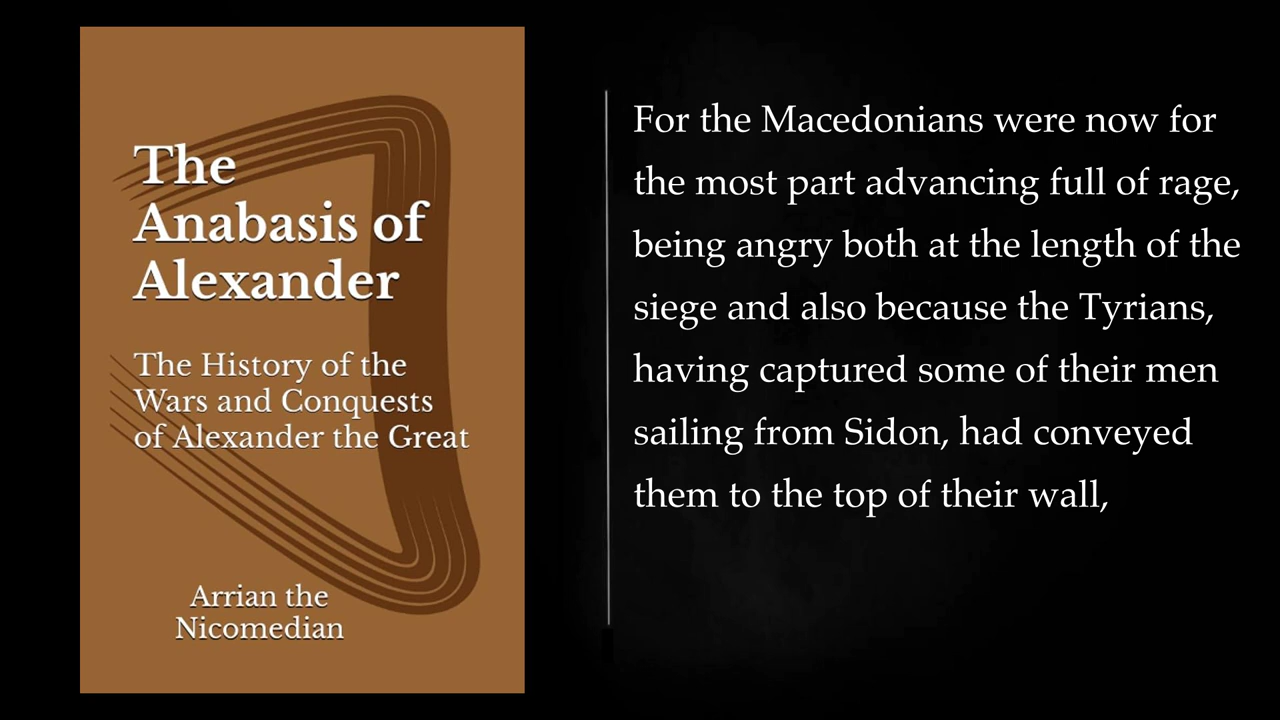 The
Anabasis of
Alexander
The History of the
Wars and Conquests
of Alexander the Great
Arrian the
Nicomedian
For the Macedonians were now for
the most part advancing full of rage,
being angry both at the length of the
siege and also because the Tyrians,
having captured some of their men
sailing from Sidon, had conveyed
them to the top of their wall,